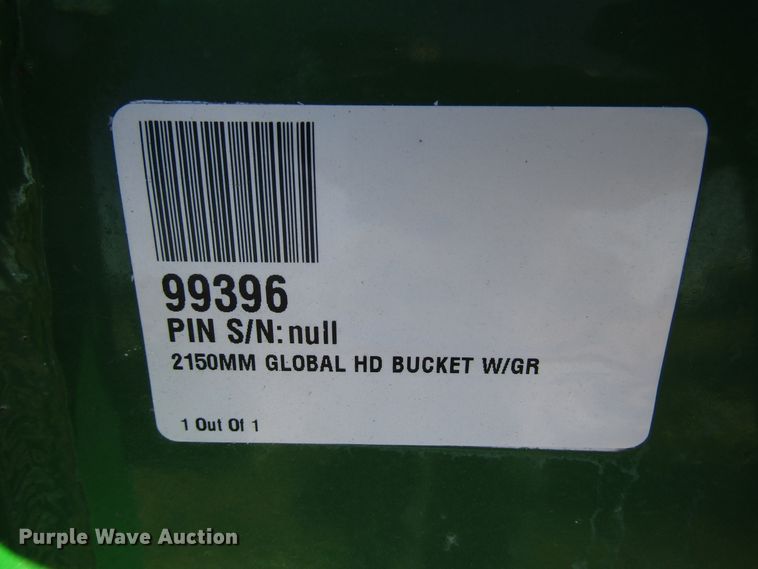 99396
PIN S/N:null
2150MM GLOBAL HD BUCKET W/GR
1 Out Of 1
Purple Wave Auction